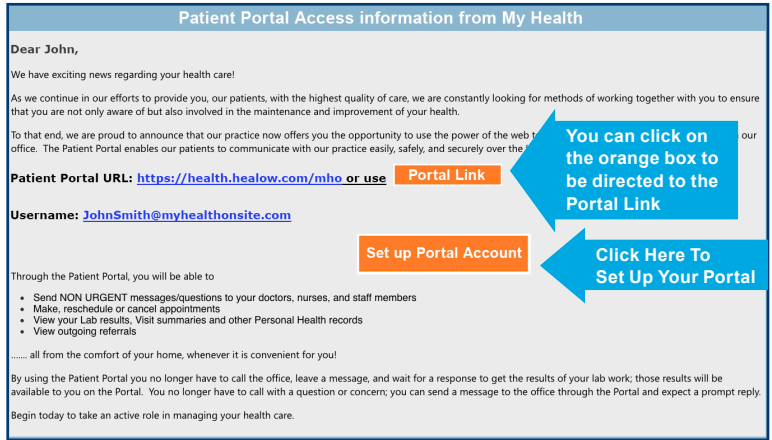 Patient Portal Access information from My Health
Dear John,
We have exciting news regarding your health care!
As we continue in our efforts to provide you, our patients, with the highest quality of care, we are constantly looking for methods of working together with you to ensure
that you are not only aware of but also involved in the maintenance and improvement of your health.
To that end, we are proud to announce that our practice now offers you the opportunity to use the power of the web t
our
office. The Patient Portal enables our patients to communicate with our practice easily, safely, and securely over the
You can click on
the orange box to
be directed to the
Portal Link
Patient Portal URL: https://health.healow.com/mho or use Portal Link
Username: JohnSmith@myhealthonsite.com
Set up Portal Account
Click Here To
Set Up Your Portal
Through the Patient Portal, you will be able to
• Send NON URGENT messages/questions to your doctors, nurses, and staff members
• Make, reschedule or cancel appointments
• View your Lab results, Visit summaries and other Personal Health records
• View outgoing referrals
....... all from the comfort of your home, whenever it is convenient for you!
By using the Patient Portal you no longer have to call the office, leave a message, and wait for a response to get the results of your lab work; those results will be
available to you on the Portal. You no longer have to call with a question or concern; you can send a message to the office through the Portal and expect a prompt reply.
Begin today to take an active role in managing your health care.